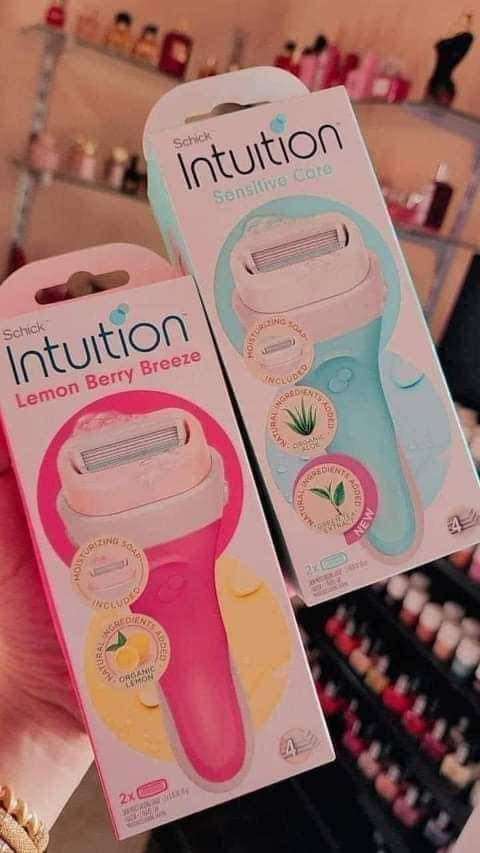 Schick
Intuition
Sensitive Care
MOISTURIZING SOAP
INCLUDED
NATURAL INGREDIENTS ADDED
ORGANIC
ALOE
NATURAL INGREDIENTS ADDED
GREEN TEA
EXTRACT
NEW
4
2x
Schick
Intuition
Lemon Berry Breeze
MOISTURIZING SOAP
INCLUDED
NATURAL INGREDIENTS ADDED
ORGANIC
LEMON
4
2x